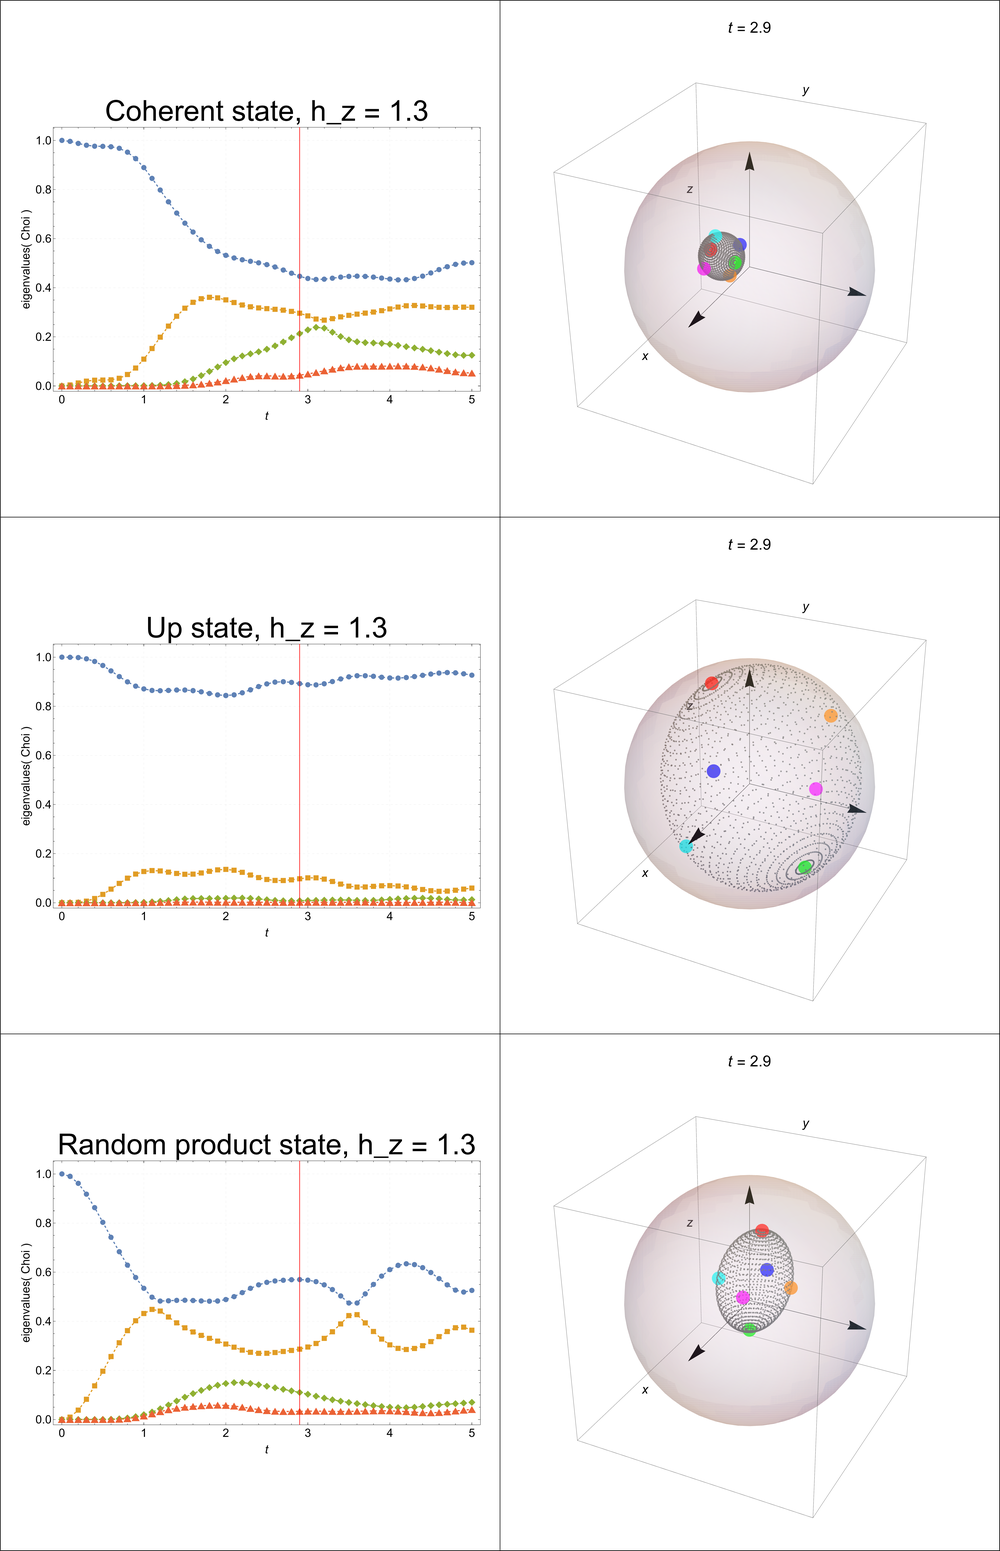 t = 2.9
Coherent state, h_z = 1.3
eigenvalues( Choi )
1.0
0.8
0.6
0.4
0.2
0.0
0 1 2 3 4 5
t
y
z
x
t = 2.9
Up state, h_z = 1.3
eigenvalues( Choi )
1.0
0.8
0.6
0.4
0.2
0.0
0 1 2 3 4 5
t
y
z
x
t = 2.9
Random product state, h_z = 1.3
eigenvalues( Choi )
1.0
0.8
0.6
0.4
0.2
0.0
0 1 2 3 4 5
t
y
z
x